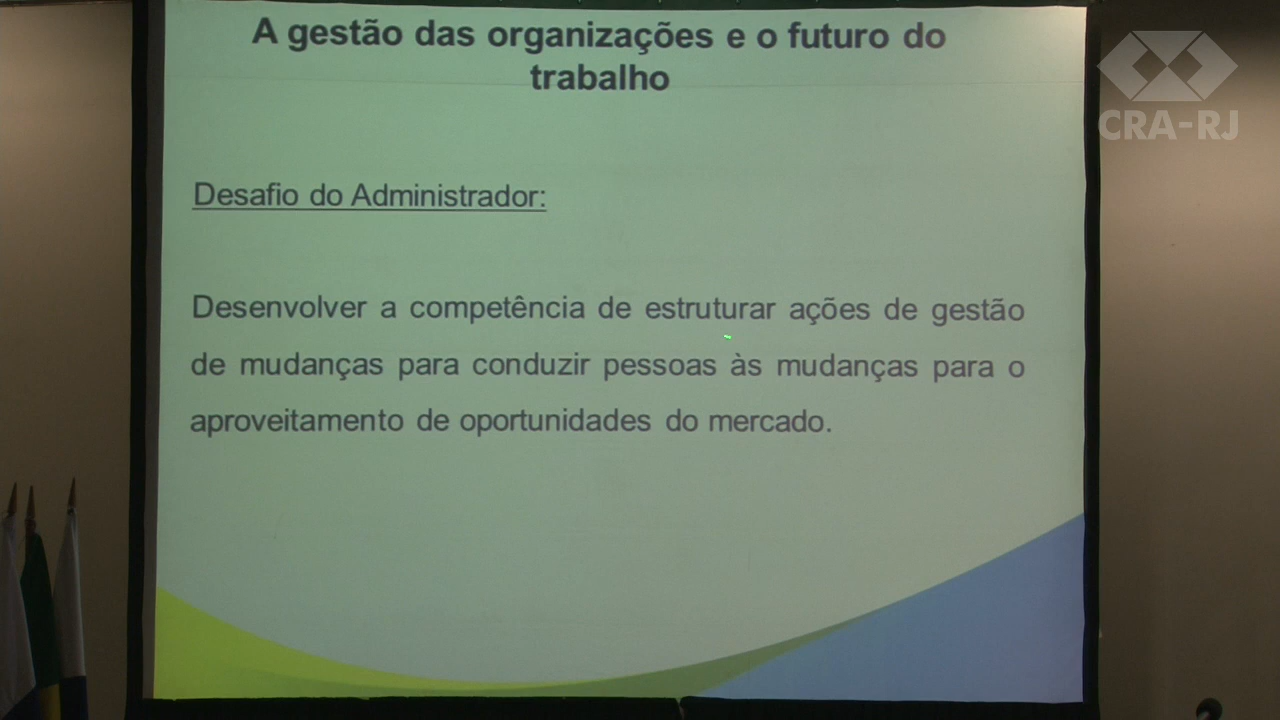 A gestão das organizações e o futuro do
trabalho
CRA-RJ
Desafio do Administrador:
Desenvolver a competência de estruturar ações de gestão
de mudanças para conduzir pessoas às mudanças para o
aproveitamento de oportunidades do mercado.